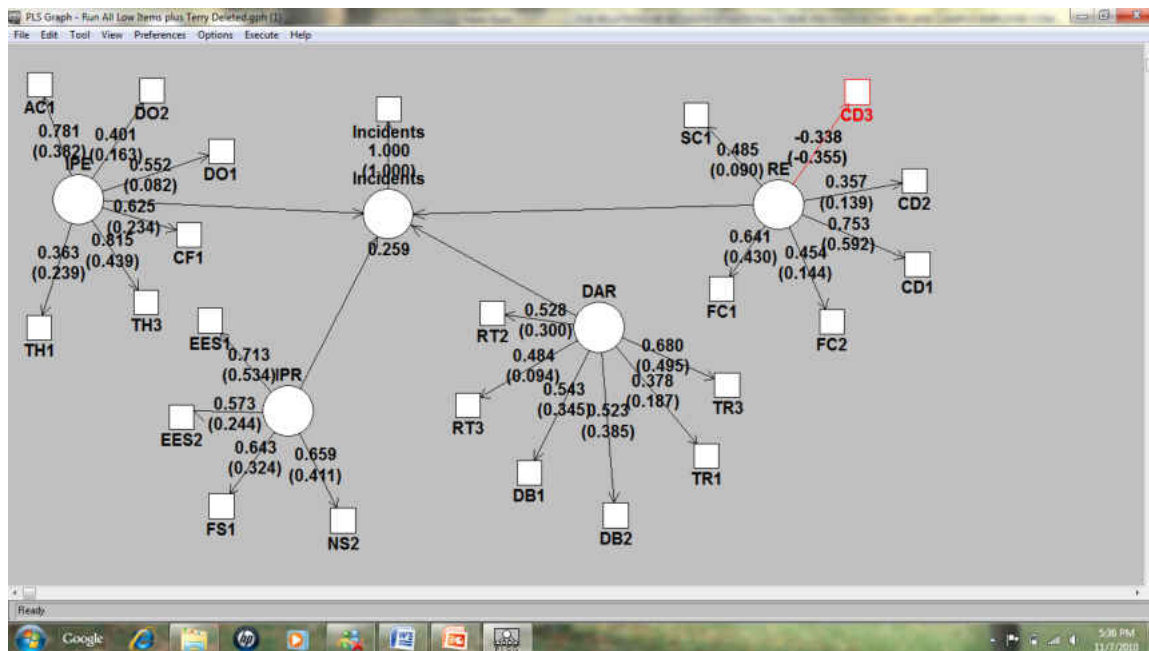 PLS Graph - Run All Low Items plus Terry Deleted.gph (1)
File Edit Tool View Preferences Options Execute Help
AC1
0.781
(0.382)
DO2
0.401
(0.163)
IPE
0.552
(0.082)
DO1
0.625
(0.234)
CF1
0.363
(0.239)
0.815
(0.439)
TH1
TH3
Incidents
1.000
(1.000)
Incidents
0.259
SC1
0.485
(0.090)
CD3
-0.338
(-0.355)
RE
0.357
(0.139)
CD2
0.753
(0.592)
CD1
0.641
(0.430)
0.454
(0.144)
FC1
FC2
EES1
0.713
(0.534)
IPR
0.573
(0.244)
EES2
0.643
(0.324)
0.659
(0.411)
FS1
NS2
DAR
0.528
(0.300)
RT2
0.484
(0.094)
RT3
0.543
(0.345)
0.523
(0.385)
0.378
(0.187)
0.680
(0.495)
TR3
TR1
DB1
DB2
Ready
Google
hp
5:36 PM
11/7/2010